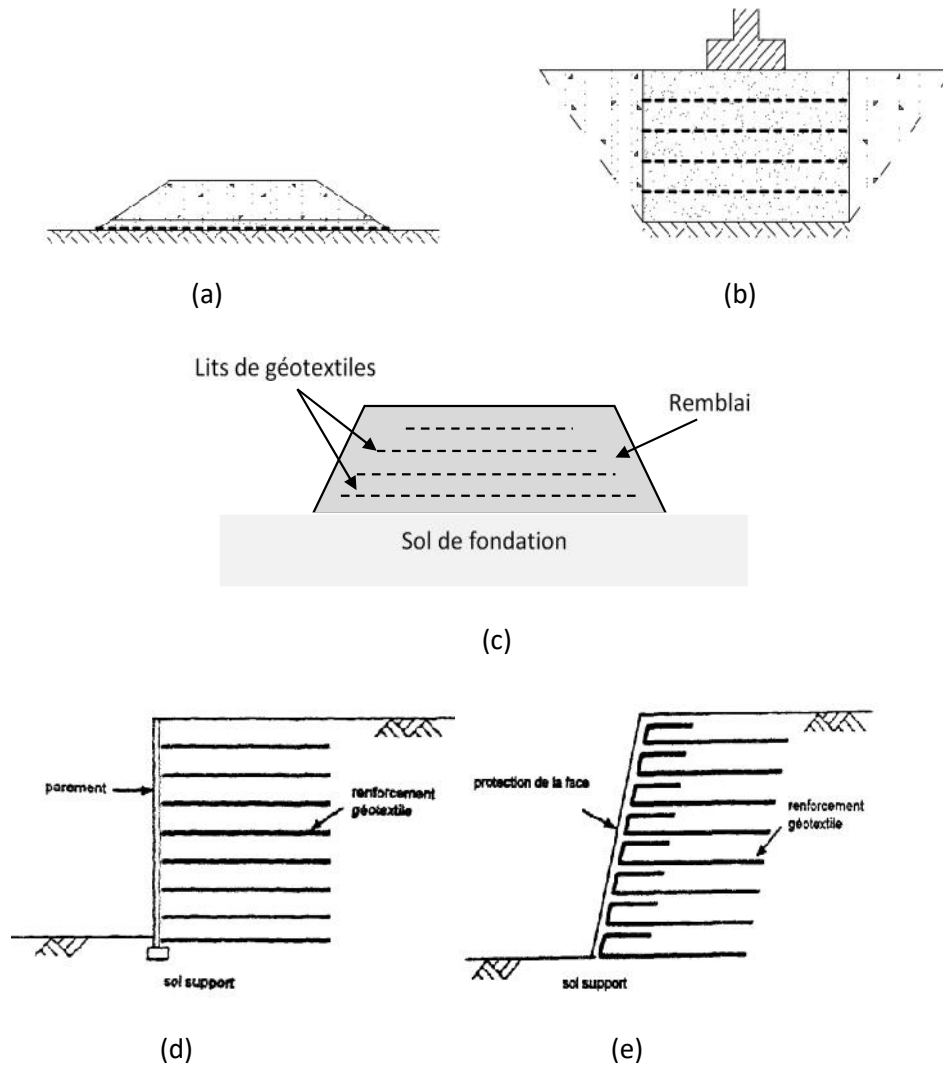 (a)
(b)
Lits de géotextiles
Remblai
Sol de fondation
(c)
parement
renforcement
géotextile
sol support
(d)
protection de la face
renforcement
géotextile
sol support
(e)